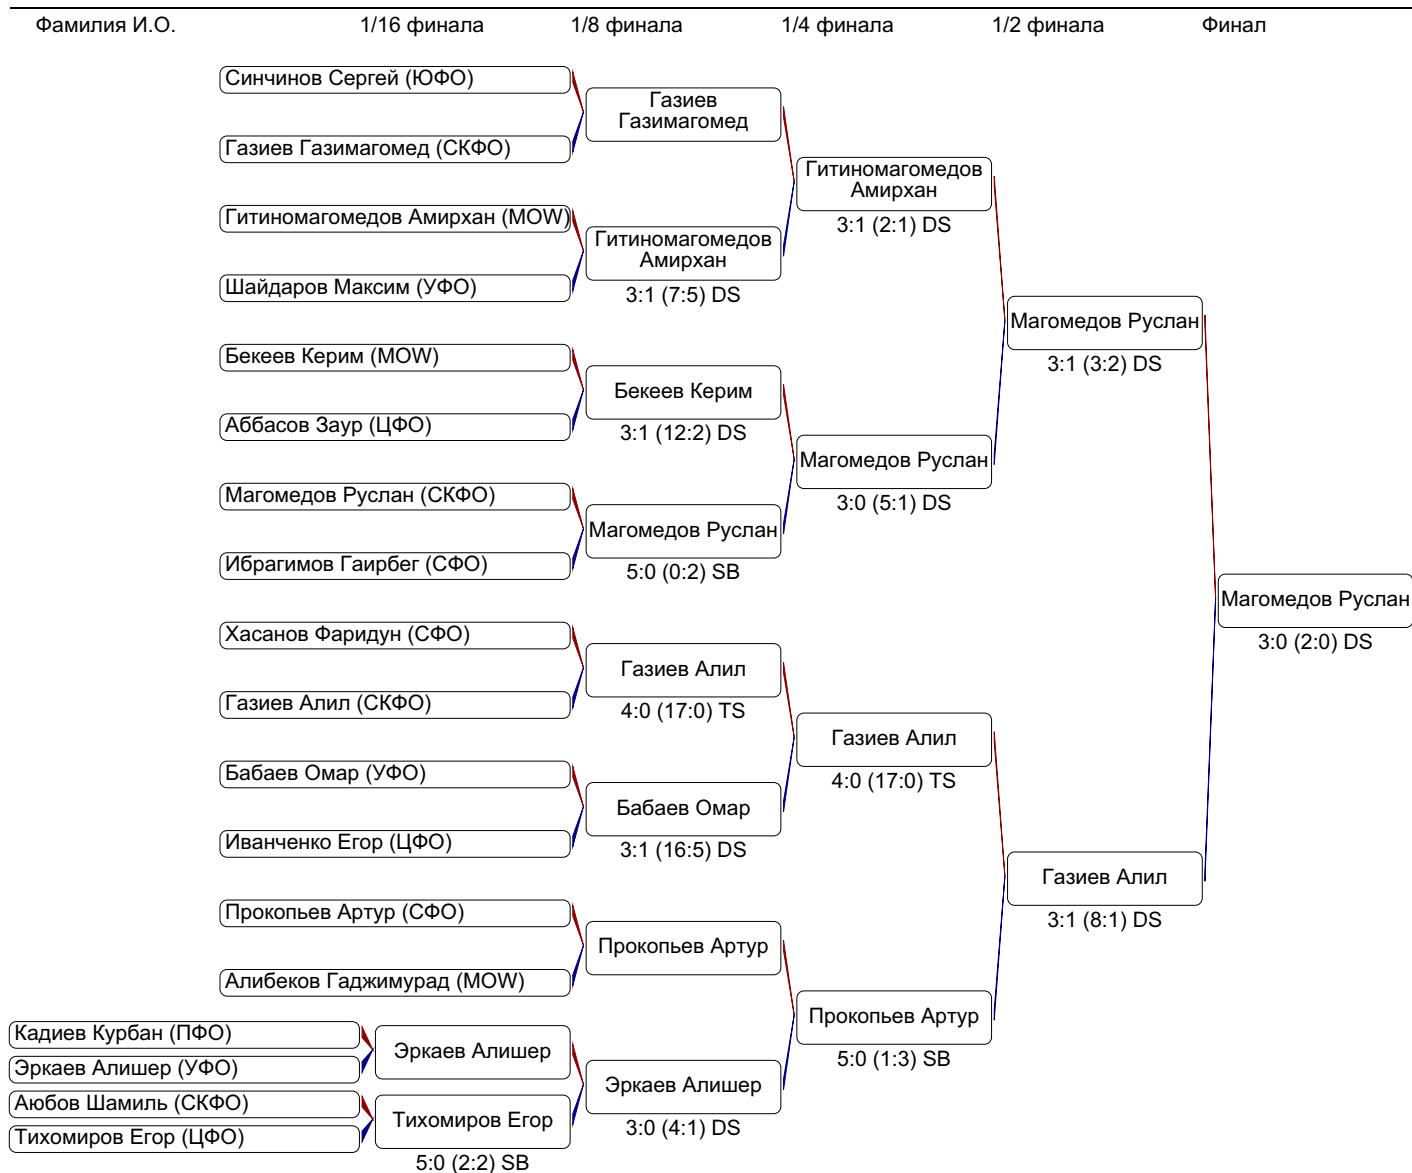 Фамилия И.О.
1/16 финала
1/8 финала
1/4 финала
1/2 финала
Финал
Синчинов Сергей (ЮФО)
Газиев Газимагомед (СКФО)
Гитиномагомедов Амирхан (MOW)
Шайдаров Максим (УФО)
Бекеев Керим (MOW)
Аббасов Заур (ЦФО)
Магомедов Руслан (СКФО)
Ибрагимов Гаирбег (СФО)
Хасанов Фаридун (СФО)
Газиев Алил (СКФО)
Бабаев Омар (УФО)
Иванченко Егор (ЦФО)
Прокопьев Артур (СФО)
Алибеков Гаджимурад (MOW)
Кадиев Курбан (ПФО)
Эркаев Алишер (УФО)
Аюбов Шамиль (СКФО)
Тихомиров Егор (ЦФО)
Эркаев Алишер
Тихомиров Егор
5:0 (2:2) SB
Газиев
Газимагомед
Гитиномагомедов
Амирхан
3:1 (7:5) DS
Бекеев Керим
3:1 (12:2) DS
Магомедов Руслан
5:0 (0:2) SB
Газиев Алил
4:0 (17:0) TS
Бабаев Омар
3:1 (16:5) DS
Прокопьев Артур
Эркаев Алишер
3:0 (4:1) DS
Гитиномагомедов
Амирхан
3:1 (2:1) DS
Магомедов Руслан
3:0 (5:1) DS
Газиев Алил
4:0 (17:0) TS
Прокопьев Артур
5:0 (1:3) SB
Магомедов Руслан
3:1 (3:2) DS
Газиев Алил
3:1 (8:1) DS
Магомедов Руслан
3:0 (2:0) DS